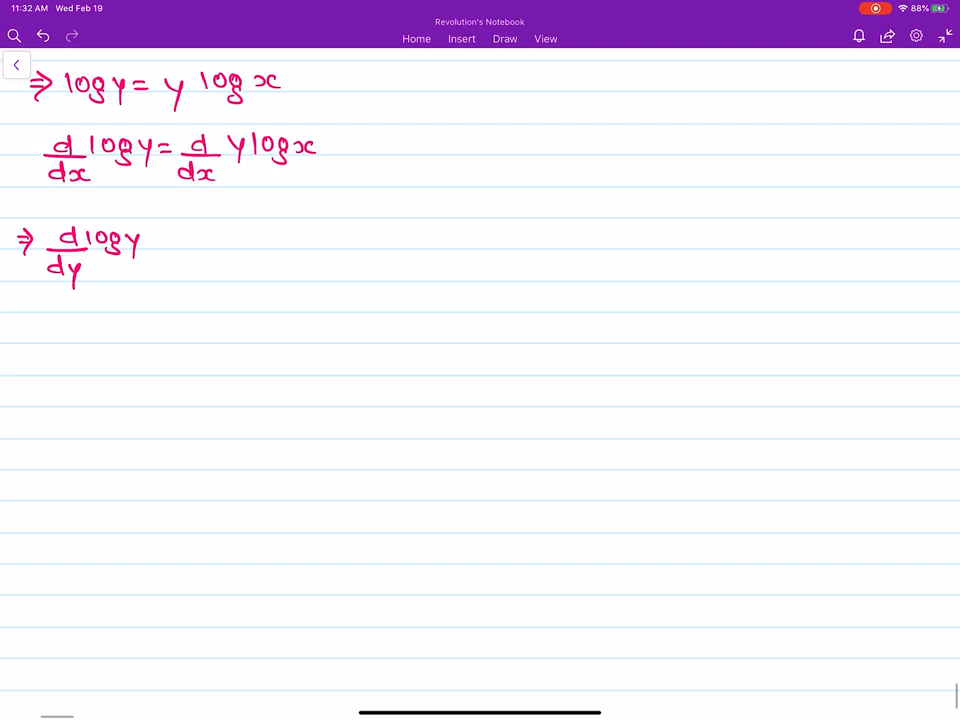 11:32 AM Wed Feb 19
88%
Revolution's Notebook
Home Insert Draw View
⇒ log y = y log x
d/dx log y = d/dx y log x
⇒ d/dy log y